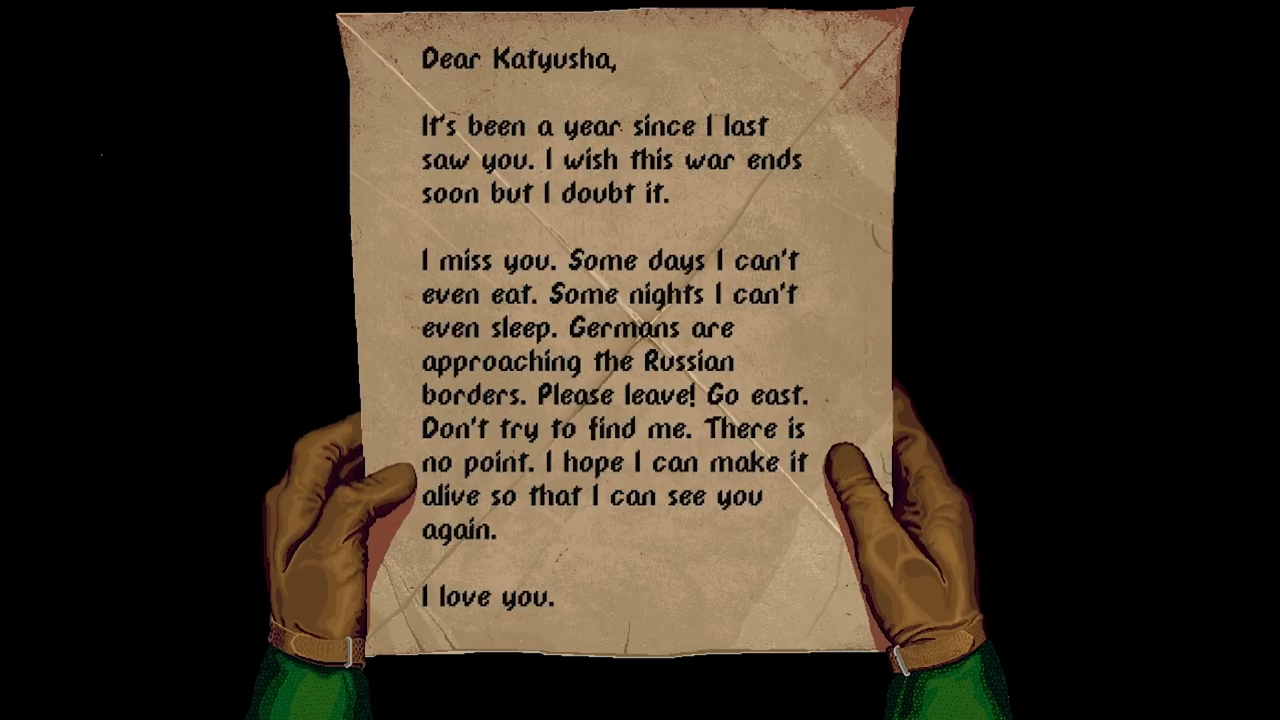 Dear Katyusha,
It's been a year since I last
saw you. I wish this war ends
soon but I doubt it.
I miss you. Some days I can't
even eat. Some nights I can't
even sleep. Germans are
approaching the Russian
borders. Please leave! Go east.
Don't try to find me. There is
no point. I hope I can make it
alive so that I can see you
again.
I love you.